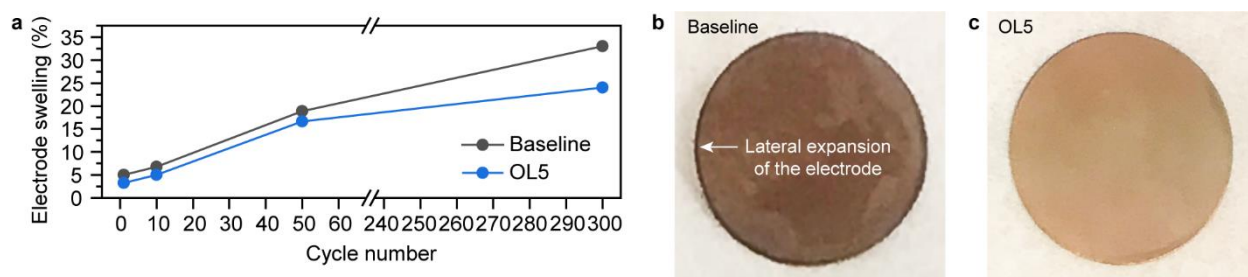 a
Electrode swelling (%)
35
30
25
20
15
10
5
0
Baseline
OL5
0 10 20 30 40 50 60 240 250 260 270 280 290 300
Cycle number
b
Baseline
Lateral expansion
of the electrode
c
OL5